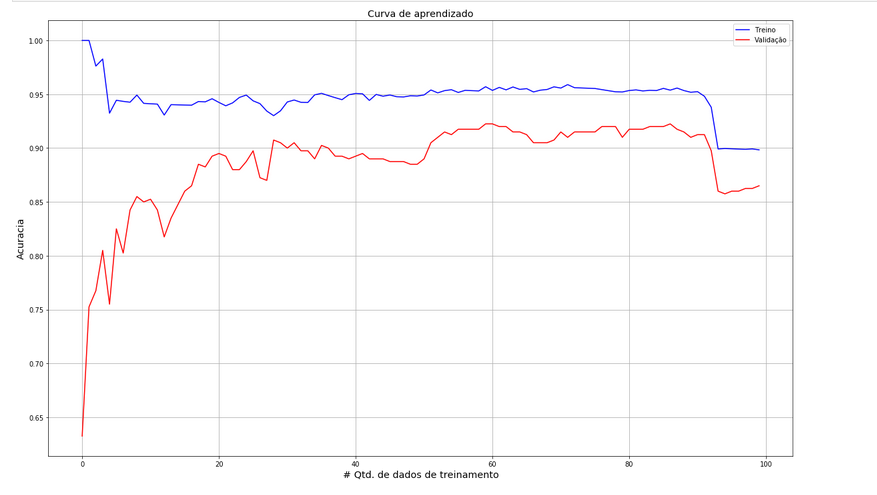 Curva de aprendizado
Treino
Validação
1.00
0.95
0.90
0.85
0.80
0.75
0.70
0.65
Acuracia
0 20 40 60 80 100
# Qtd. de dados de treinamento